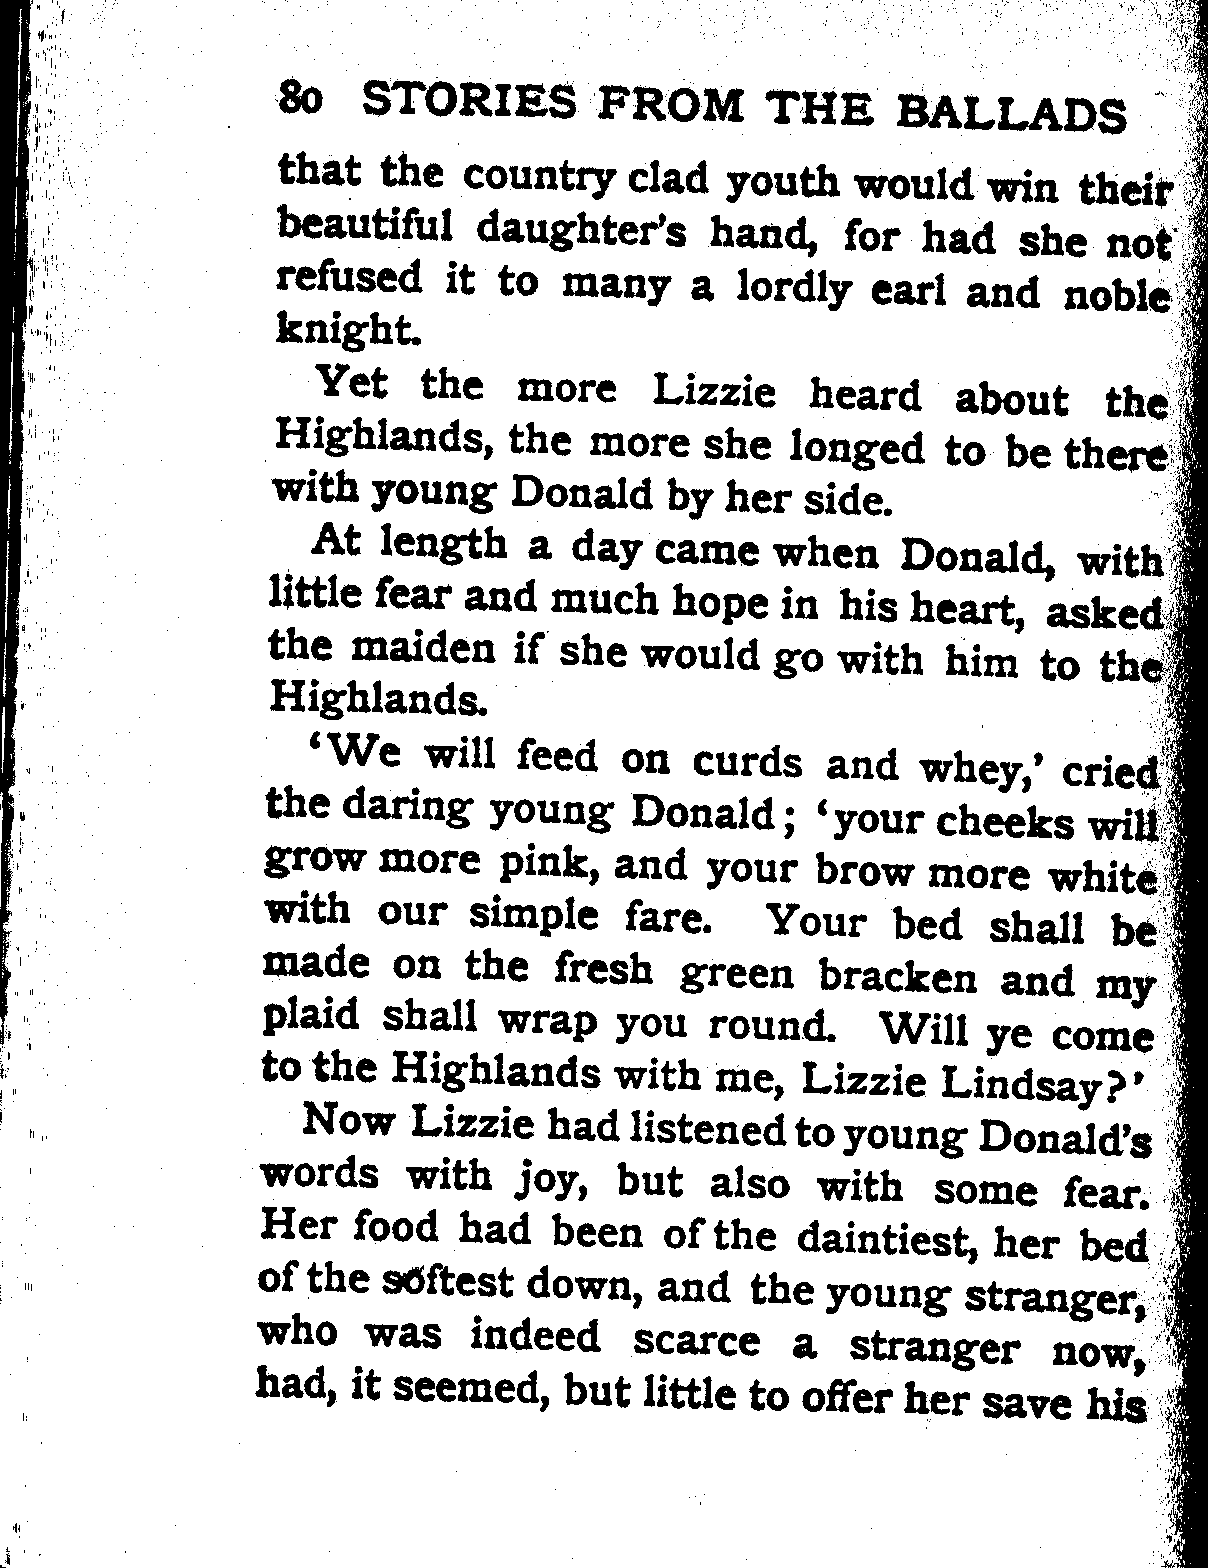 80 STORIES FROM THE BALLADS
that the country clad youth would win their
beautiful daughter's hand, for had she not
refused it to many a lordly earl and noble
knight.
Yet the more Lizzie heard about the
Highlands, the more she longed to be there
with young Donald by her side.
At length a day came when Donald, with
little fear and much hope in his heart, asked
the maiden if she would go with him to the
Highlands.
‘We will feed on curds and whey,’ cried
the daring young Donald; ‘your cheeks will
grow more pink, and your brow more white
with our simple fare. Your bed shall be
made on the fresh green bracken and my
plaid shall wrap you round. Will ye come
to the Highlands with me, Lizzie Lindsay?’
Now Lizzie had listened to young Donald's
words with joy, but also with some fear.
Her food had been of the daintiest, her bed
of the softest down, and the young stranger,
who was indeed scarce a stranger now,
had, it seemed, but little to offer her save his